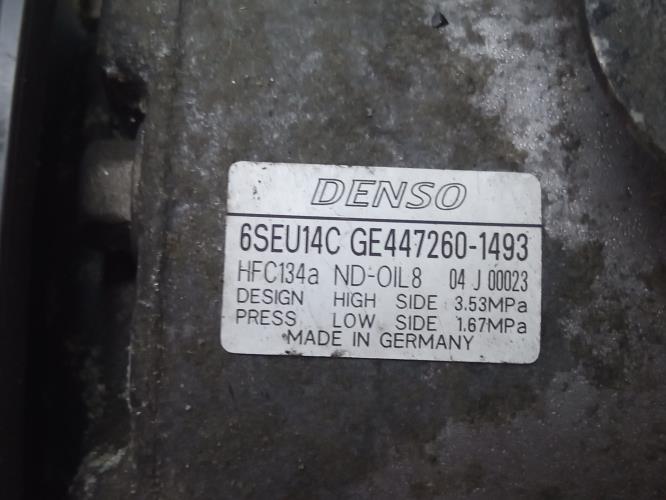 DENSO
6SEU14C GE447260-1493
HFC134a ND-OIL8 04 J 00023
DESIGN HIGH SIDE 3.53MPa
PRESS LOW SIDE 1.67MPa
MADE IN GERMANY